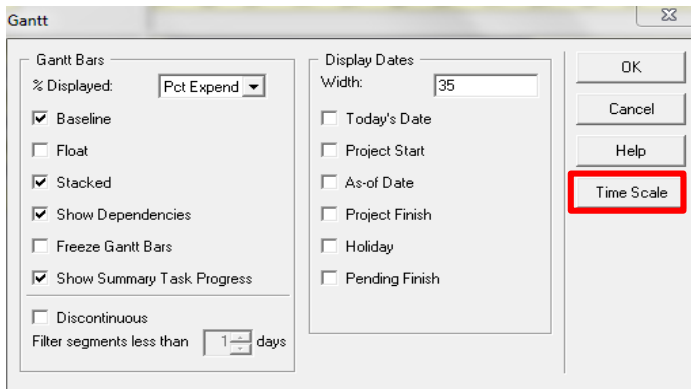 Gantt
Gantt Bars
% Displayed: Pct Expend
Baseline
Float
Stacked
Show Dependencies
Freeze Gantt Bars
Show Summary Task Progress
Discontinuous
Filter segments less than 1 days
Display Dates
Width: 35
Today's Date
Project Start
As-of Date
Project Finish
Holiday
Pending Finish
OK
Cancel
Help
Time Scale